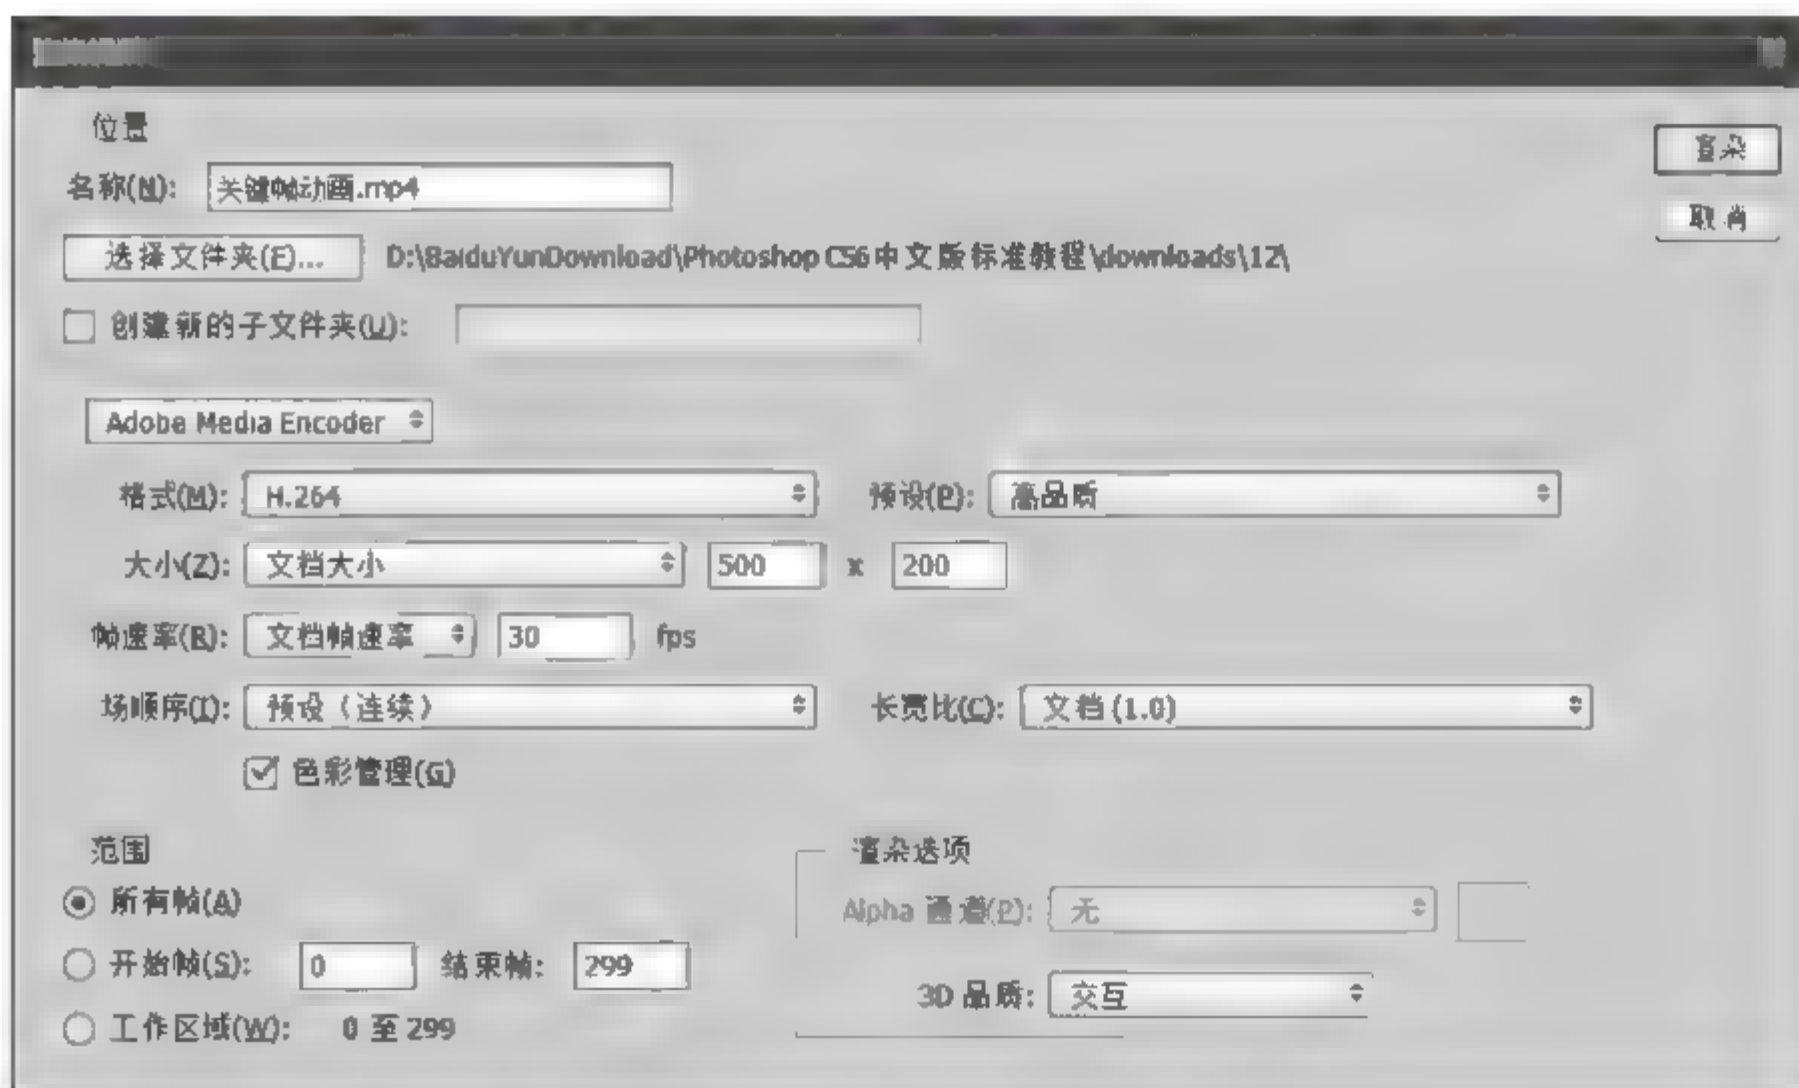 位置
渲染
名称(N): 关键帧动画.mp4
取消
选择文件夹(F)... D:\BaiduYunDownload\Photoshop CS6中文版标准教程\downloads\12\
创建新的子文件夹(U):
Adobe Media Encoder
格式(M): H.264 预设(P): 高品质
大小(Z): 文档大小 500 x 200
帧速率(R): 文档帧速率 30 fps
场顺序(I): 预设（连续） 长宽比(C): 文档 (1.0)
色彩管理(G)
范围 渲染选项
所有帧(A)
Alpha 通道(P): 无
开始帧(S): 0 结束帧: 299
3D 品质: 交互
工作区域(W): 0 至 299